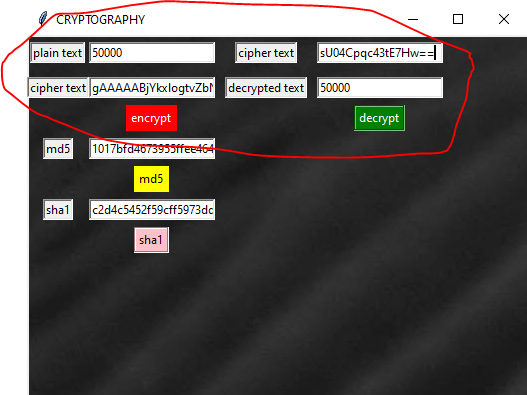 CRYPTOGRAPHY
plain text 50000 cipher text sU04Cpqc43tE7Hw==
cipher text decrypted text 50000
encrypt decrypt
md5 1017bfd4673955ffee464
md5
sha1 c2d4c5452f59cff5973dc
sha1